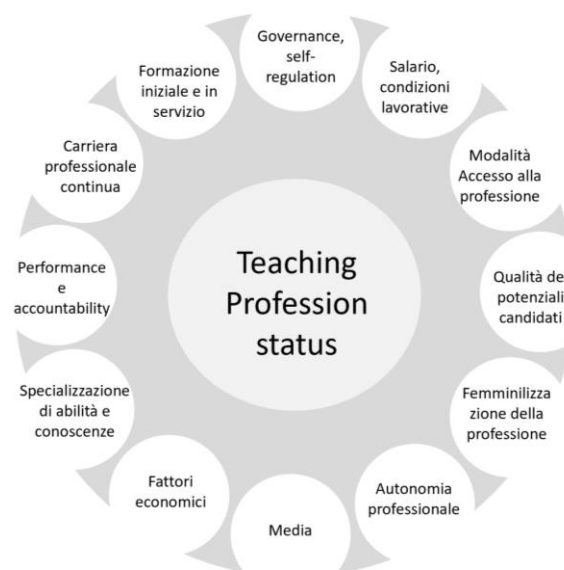 Governance,
self-
regulation
Salario,
condizioni
lavorative
Modalità
Accesso alla
professione
Qualità dei
potenziali
candidati
Femminilizza
zione della
professione
Autonomia
professionale
Media
Fattori
economici
Specializzazione
di abilità e
conoscenze
Performance
e
accountability
Carriera
professionale
continua
Formazione
iniziale e in
servizio
Teaching
Profession
status